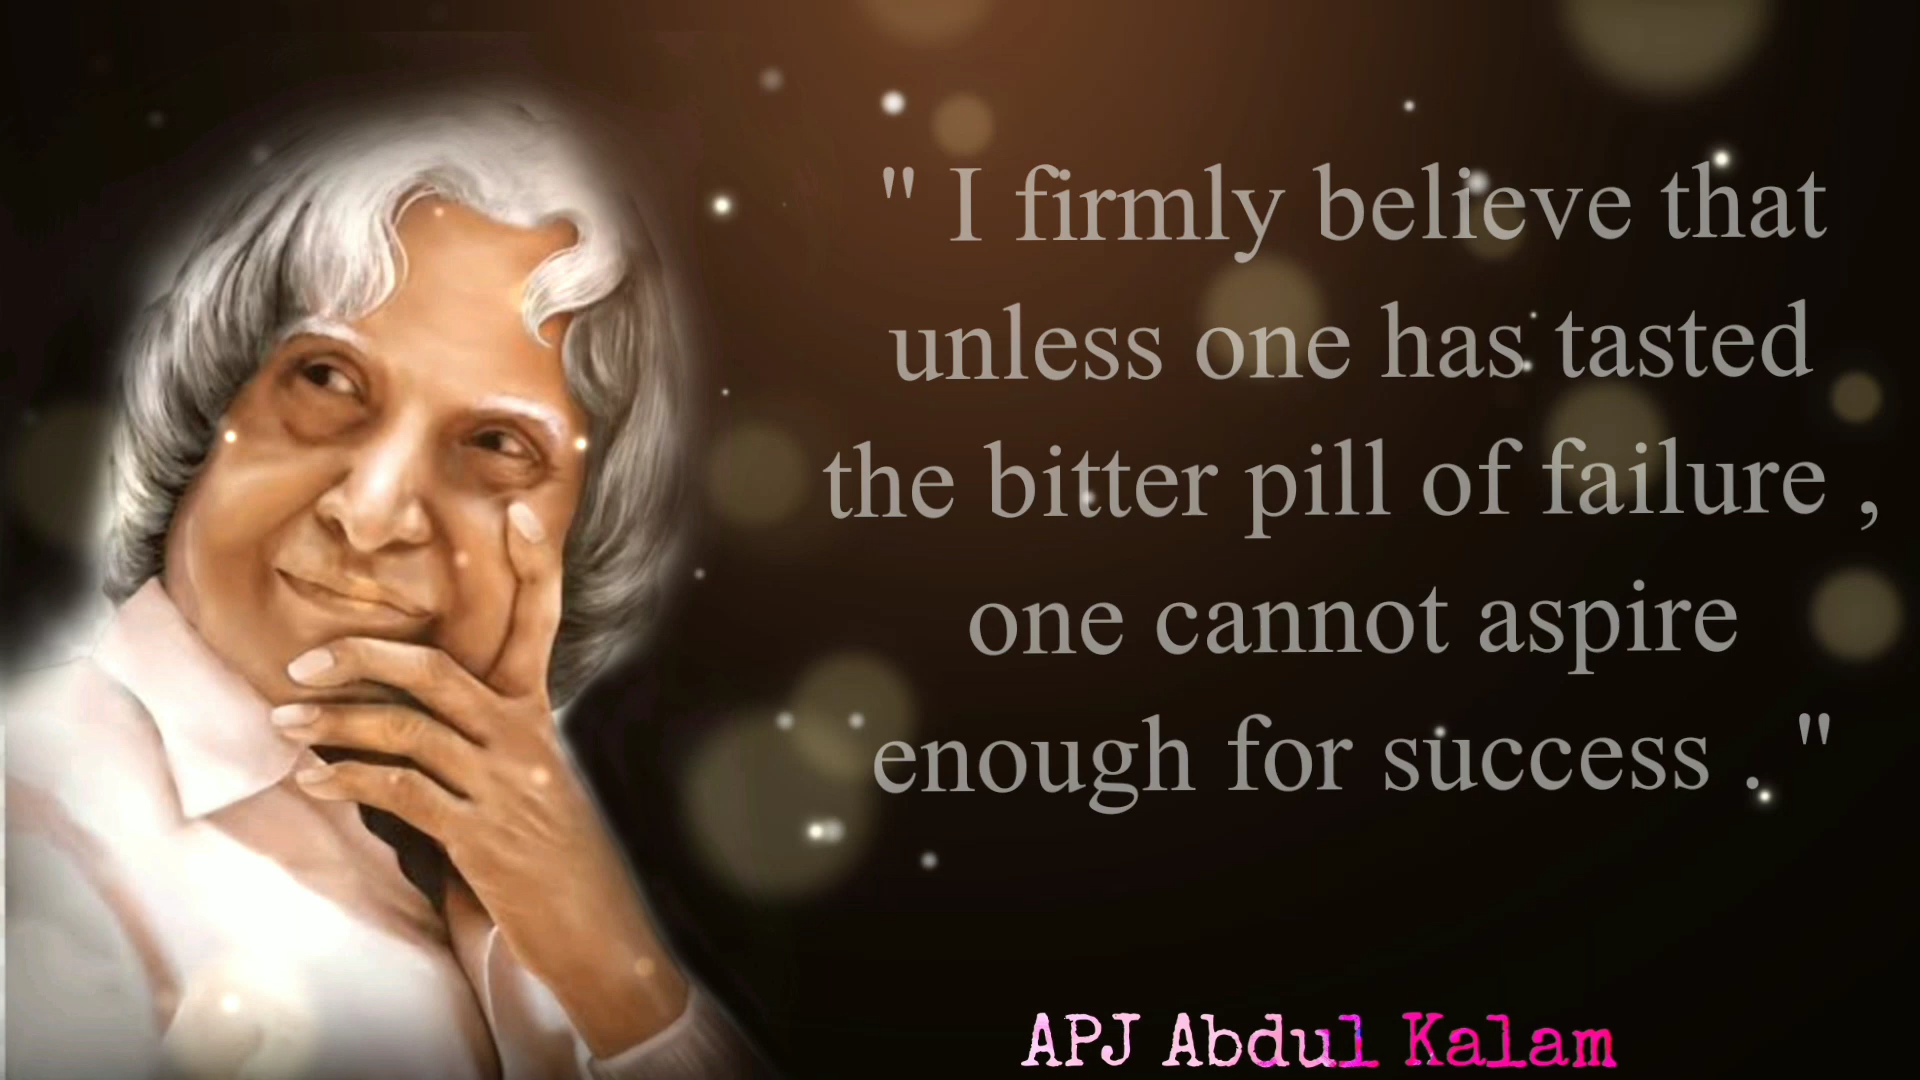 " I firmly believe that
unless one has tasted
the bitter pill of failure ,
one cannot aspire
enough for success . "
APJ Abdul Kalam